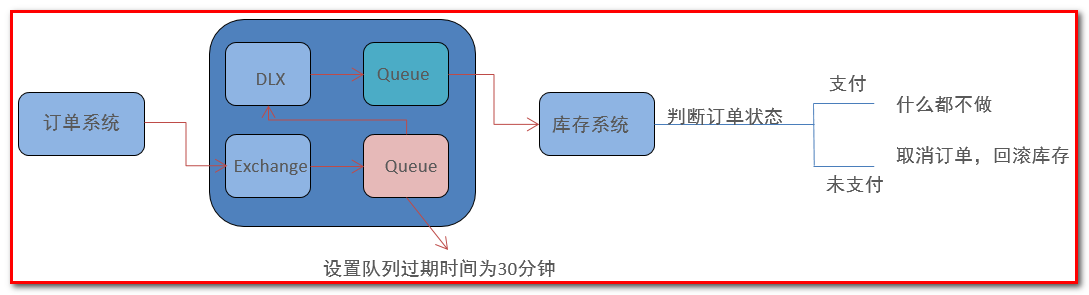 订单系统
DLX
Queue
Exchange
Queue
设置队列过期时间为30分钟
库存系统
判断订单状态
支付
什么都不做
未支付
取消订单，回滚库存